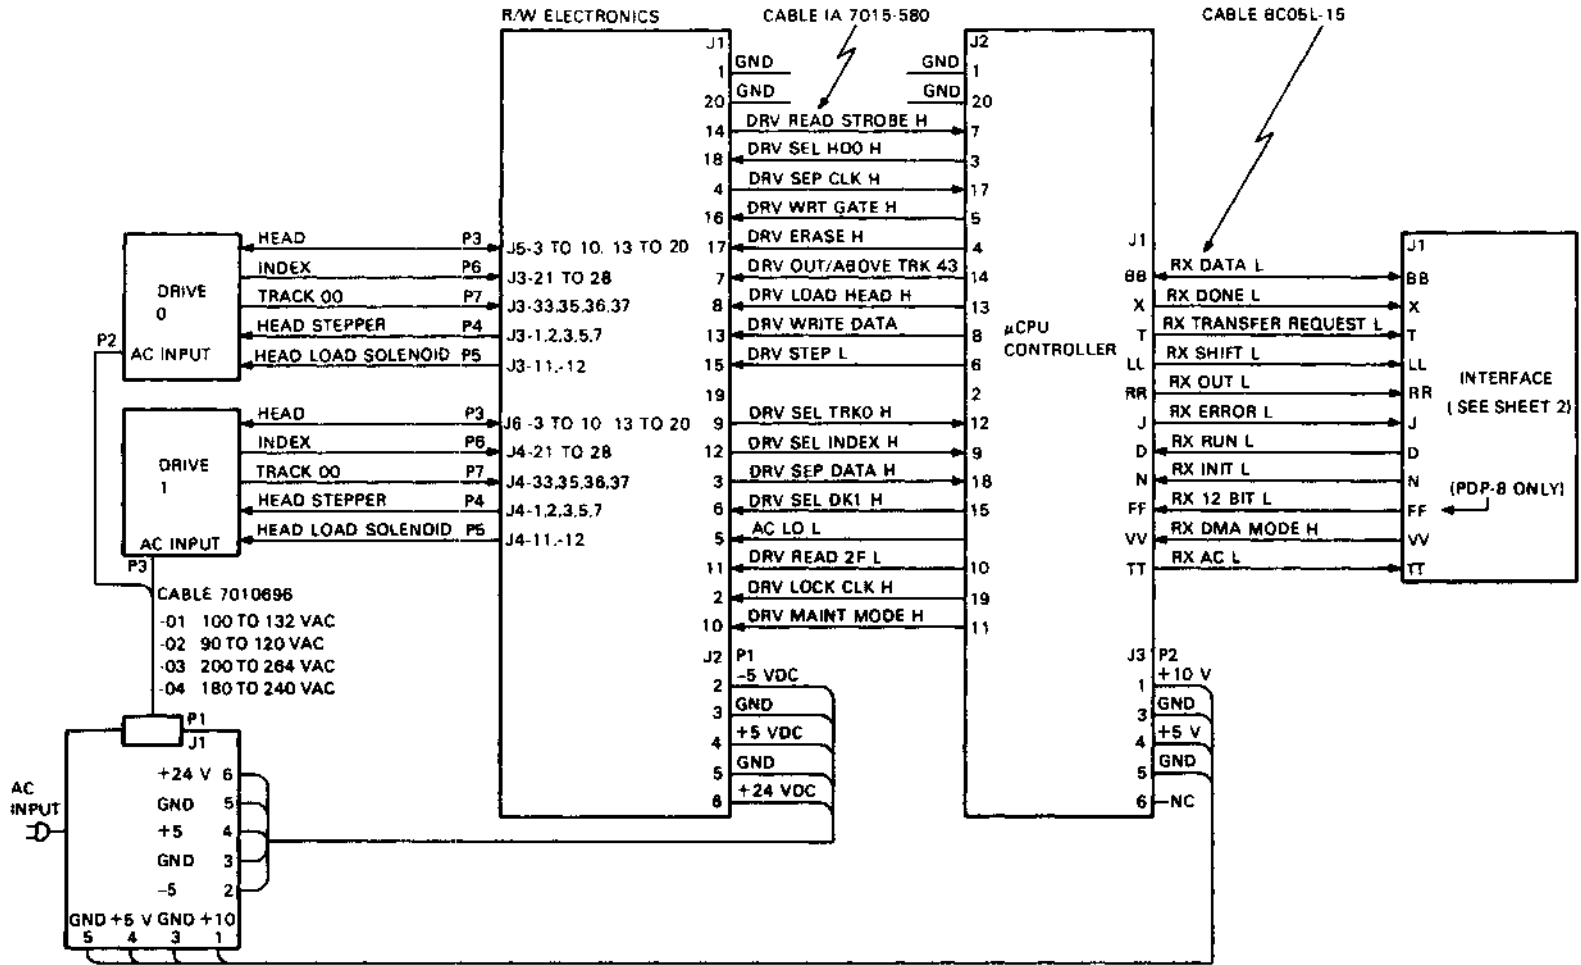 R/W ELECTRONICS
CABLE IA 7015-580
CABLE BC05L-15
J1
J2
1 GND
GND 1
20 GND
GND 20
14 DRV READ STROBE H 7
18 DRV SEL HD0 H 3
4 DRV SEP CLK H 17
16 DRV WRT GATE H 5
17 DRV ERASE H 4
7 DRV OUT/ABOVE TRK 43 14
8 DRV LOAD HEAD H 13
13 DRV WRITE DATA 8
15 DRV STEP L 6
19 2
9 DRV SEL TRK0 H 12
12 DRV SEL INDEX H 9
3 DRV SEP DATA H 18
6 DRV SEL DK1 H 15
5 AC LO L
11 DRV READ 2F L 10
2 DRV LOCK CLK H 19
10 DRV MAINT MODE H 11
J2 P1
2 -5 VDC
3 GND
4 +5 VDC
5 GND
6 +24 VDC
DRIVE
0
P2
AC INPUT
HEAD P3 J5-3 TO 10, 13 TO 20
INDEX P6 J3-21 TO 28
TRACK 00 P7 J3-33,35,36,37
HEAD STEPPER P4 J3-1,2,3,5,7
HEAD LOAD SOLENOID P5 J3-11,-12
DRIVE
1
AC INPUT
P3
HEAD P3 J6-3 TO 10 13 TO 20
INDEX P6 J4-21 TO 28
TRACK 00 P7 J4-33,35,36,37
HEAD STEPPER P4 J4-1,2,3,5,7
HEAD LOAD SOLENOID P5 J4-11,-12
CABLE 7010696
-01 100 TO 132 VAC
-02 90 TO 120 VAC
-03 200 TO 264 VAC
-04 180 TO 240 VAC
P1
J1
AC
INPUT
+24 V 6
GND 5
+5 4
GND 3
-5 2
GND +5 V GND +10
5 4 3 1
µCPU
CONTROLLER
J1
J1
BB RX DATA L BB
X RX DONE L X
T RX TRANSFER REQUEST L T
LL RX SHIFT L LL
RR RX OUT L RR
J RX ERROR L J
D RX RUN L D
N RX INIT L N
FF RX 12 BIT L FF
VV RX DMA MODE H VV
TT RX AC L TT
INTERFACE
(SEE SHEET 2)
(PDP-8 ONLY)
J3 P2
1 +10 V
3 GND
4 +5 V
5 GND
6 NC